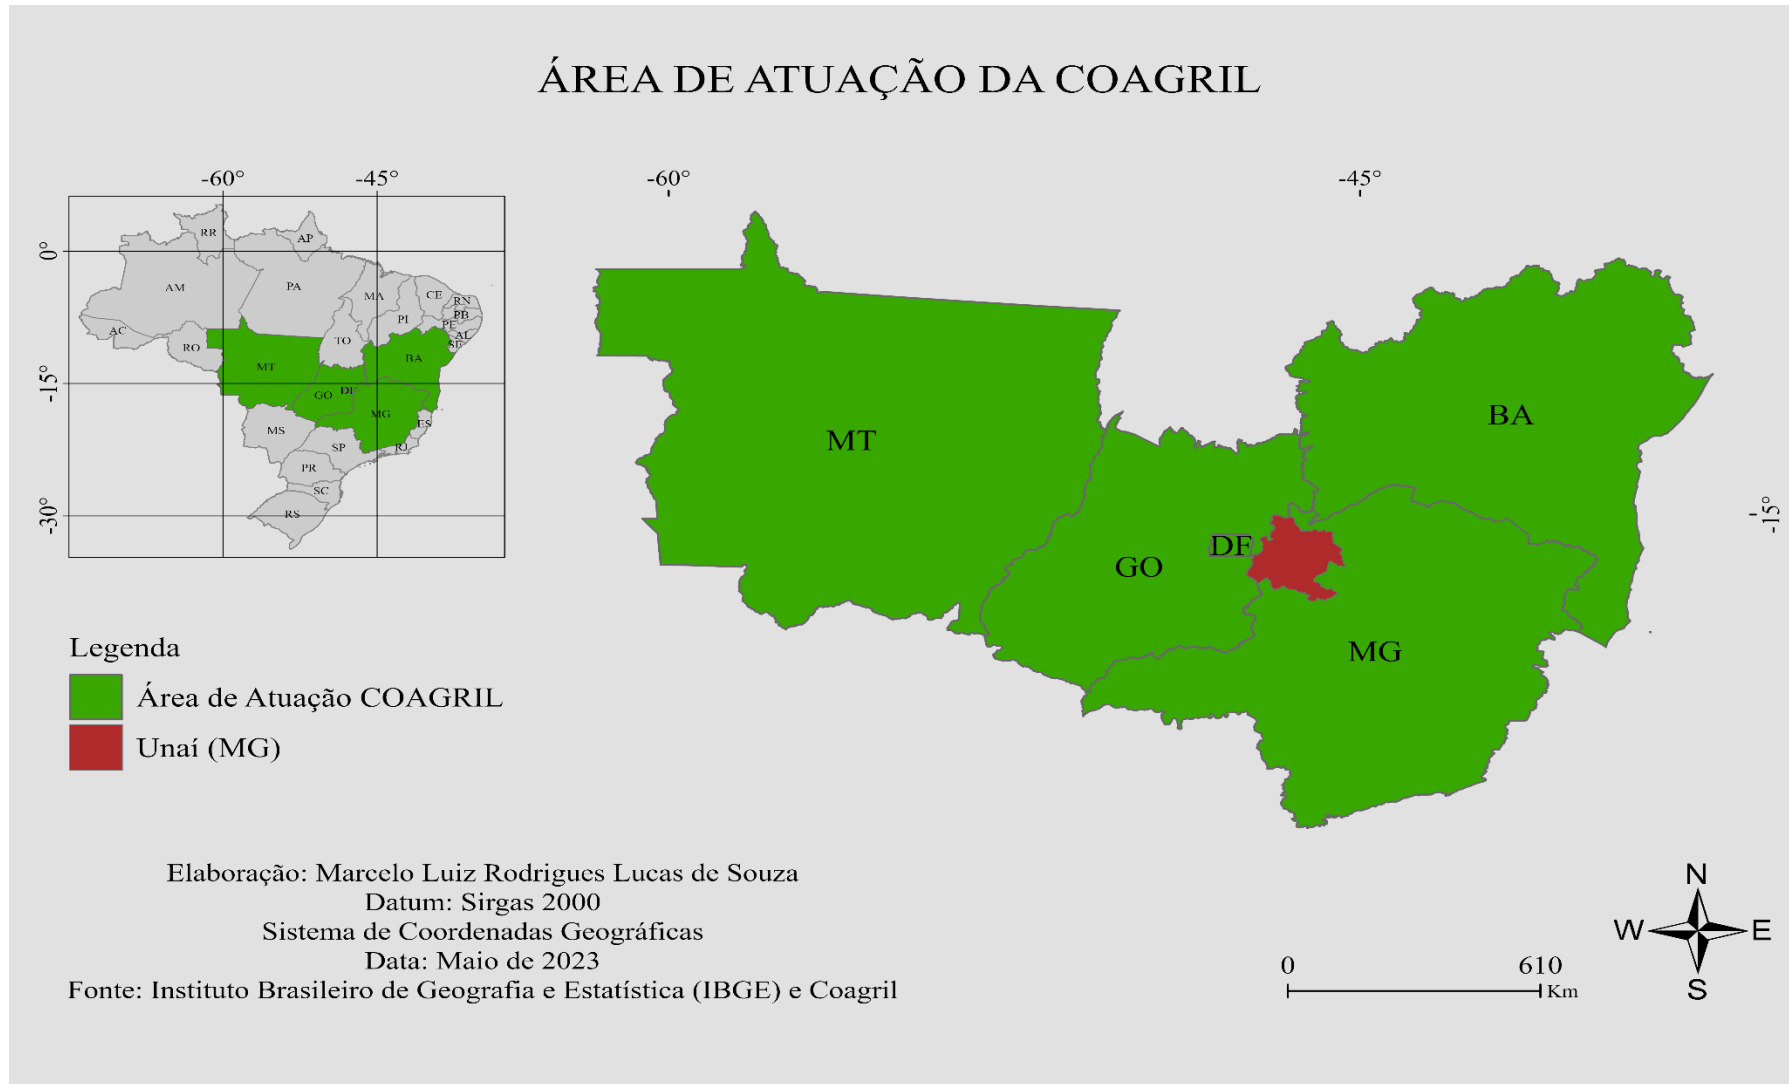 ÁREA DE ATUAÇÃO DA COAGRIL
-60°
-45°
0°
-15°
-30°
RR
AP
AM
PA
MA
CE
RN
PB
PE
PI
AL
SE
AC
RO
TO
BA
MT
GO
DF
MG
ES
MS
SP
RJ
PR
SC
RS
-60°
-45°
-15°
MT
BA
GO
DF
MG
Legenda
Área de Atuação COAGRIL
Unaí (MG)
Elaboração: Marcelo Luiz Rodrigues Lucas de Souza
Datum: Sirgas 2000
Sistema de Coordenadas Geográficas
Data: Maio de 2023
Fonte: Instituto Brasileiro de Geografia e Estatística (IBGE) e Coagril
0 610
Km
N
W E
S